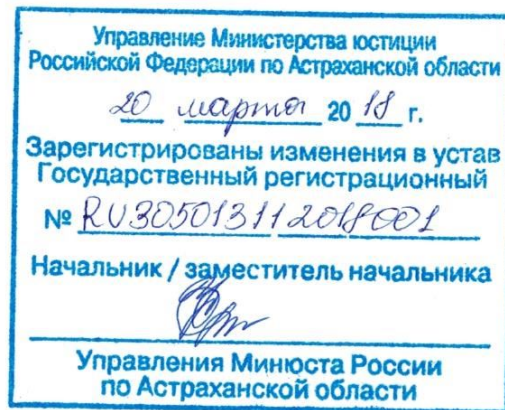 Управление Министерства юстиции
Российской Федерации по Астраханской области
20 марта 2018 г.
Зарегистрированы изменения в устав
Государственный регистрационный
№ RU305013112018001
Начальник / заместитель начальника
Управления Минюста России
по Астраханской области